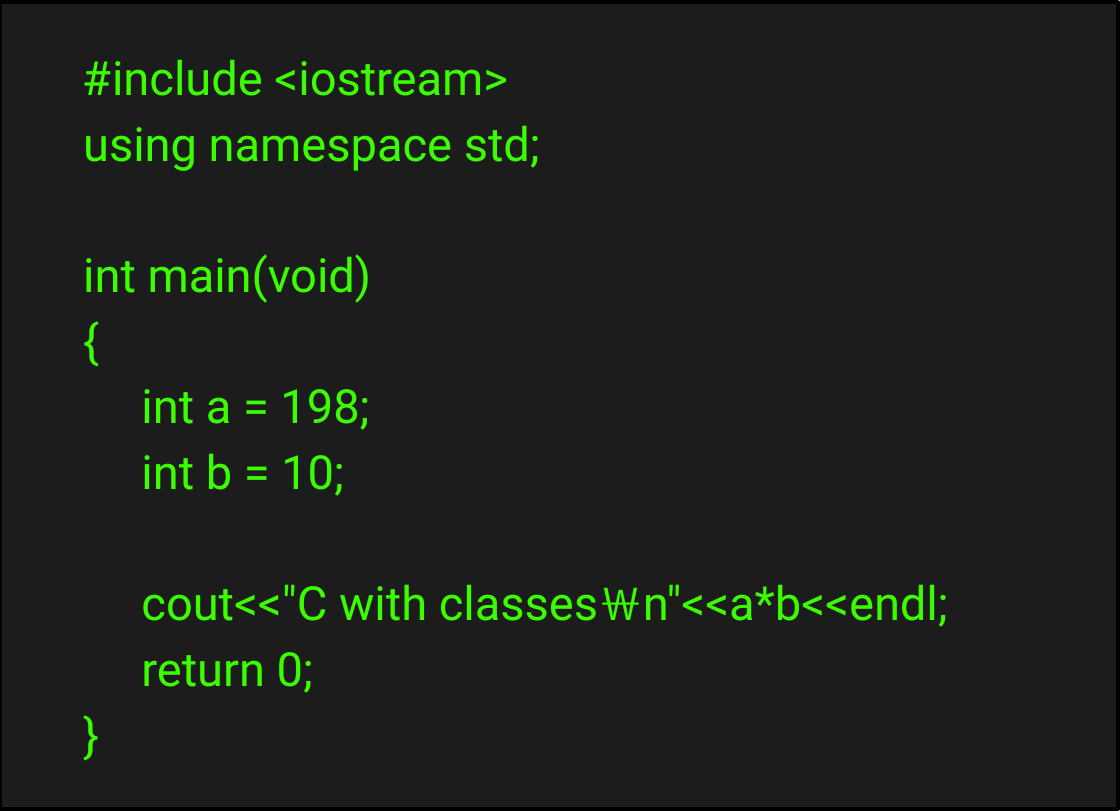 #include <iostream>
using namespace std;
int main(void)
{
int a = 198;
int b = 10;
cout<<"C with classes₩n"<<a*b<<endl;
return 0;
}